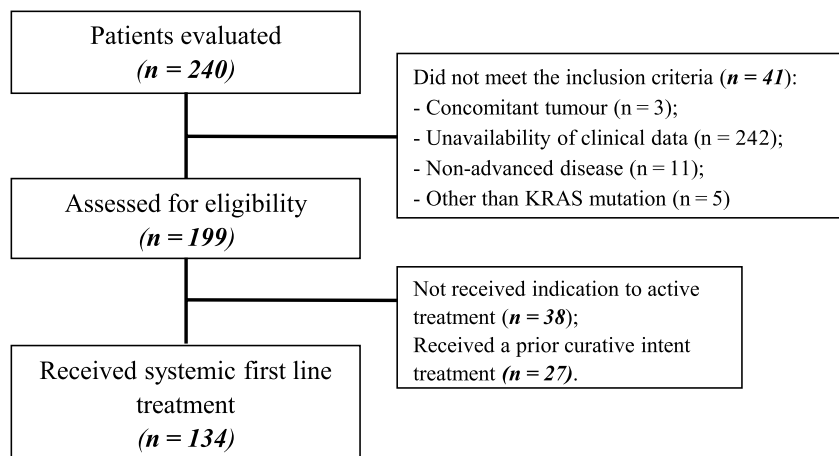 Patients evaluated
(n = 240)
Did not meet the inclusion criteria (n = 41):
- Concomitant tumour (n = 3);
- Unavailability of clinical data (n = 242);
- Non-advanced disease (n = 11);
- Other than KRAS mutation (n = 5)
Assessed for eligibility
(n = 199)
Not received indication to active
treatment (n = 38);
Received a prior curative intent
treatment (n = 27).
Received systemic first line
treatment
(n = 134)